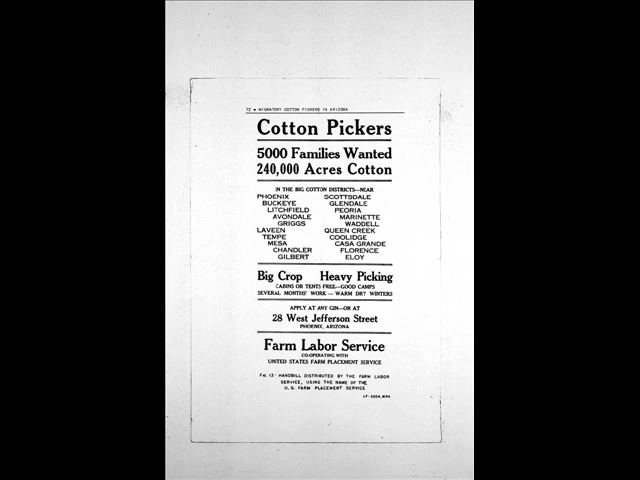 72 ★ MIGRATORY COTTON PICKERS IN ARIZONA
Cotton Pickers
5000 Families Wanted
240,000 Acres Cotton
IN THE BIG COTTON DISTRICTS—NEAR
PHOENIX SCOTTSDALE
BUCKEYE GLENDALE
LITCHFIELD PEORIA
AVONDALE MARINETTE
GRIGGS WADDELL
LAVEEN QUEEN CREEK
TEMPE COOLIDGE
MESA CASA GRANDE
CHANDLER FLORENCE
GILBERT ELOY
Big Crop Heavy Picking
CABINS OR TENTS FREE—GOOD CAMPS
SEVERAL MONTHS' WORK — WARM DRY WINTERS
APPLY AT ANY GIN—OR AT
28 West Jefferson Street
PHOENIX, ARIZONA
Farm Labor Service
CO-OPERATING WITH
UNITED STATES FARM PLACEMENT SERVICE
FIG. 13 - HANDBILL DISTRIBUTED BY THE FARM LABOR
SERVICE, USING THE NAME OF THE
U. S. FARM PLACEMENT SERVICE